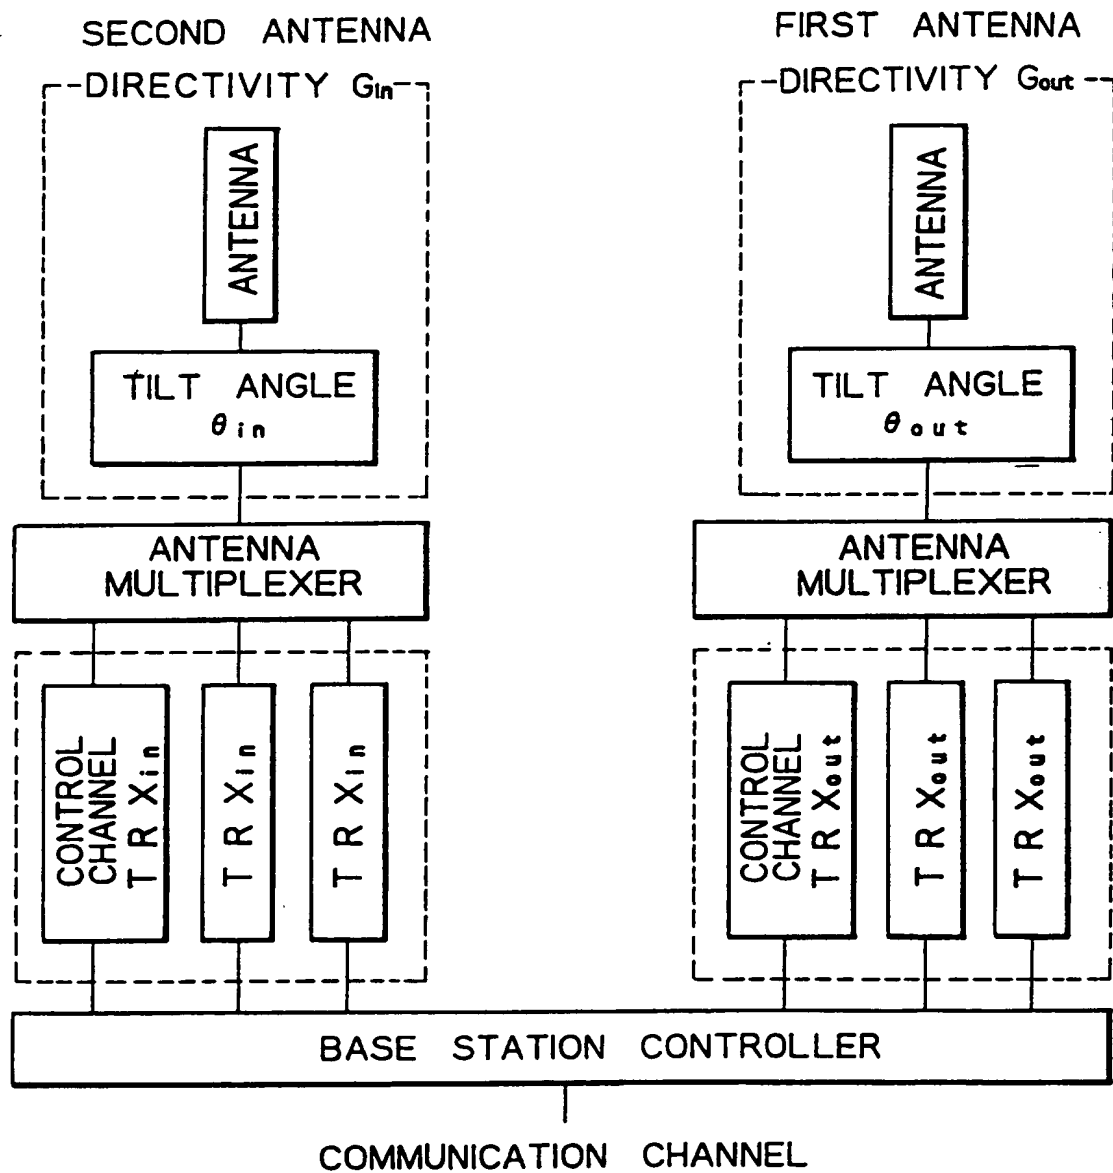 SECOND ANTENNA
DIRECTIVITY Gin
ANTENNA
TILT ANGLE
θin
ANTENNA
MULTIPLEXER
CONTROL
CHANNEL
TRXin
TRXin
TRXin
FIRST ANTENNA
DIRECTIVITY Gout
ANTENNA
TILT ANGLE
θout
ANTENNA
MULTIPLEXER
CONTROL
CHANNEL
TRXout
TRXout
TRXout
BASE STATION CONTROLLER
COMMUNICATION CHANNEL